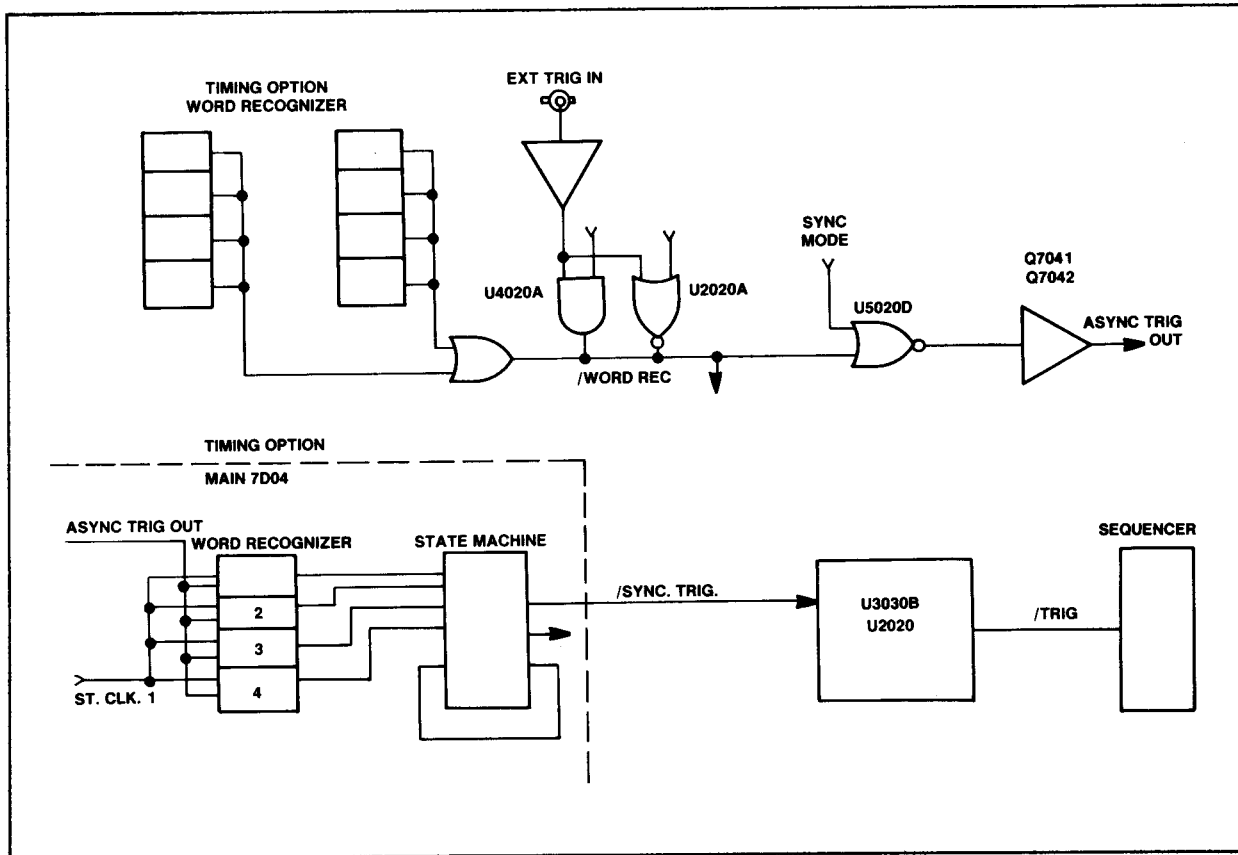 TIMING OPTION
WORD RECOGNIZER
EXT TRIG IN
U4020A
U2020A
SYNC
MODE
U5020D
Q7041
Q7042
ASYNC TRIG
OUT
/WORD REC
TIMING OPTION
MAIN 7D04
ASYNC TRIG OUT
WORD RECOGNIZER
2
3
4
ST. CLK. 1
STATE MACHINE
/SYNC. TRIG.
U3030B
U2020
/TRIG
SEQUENCER